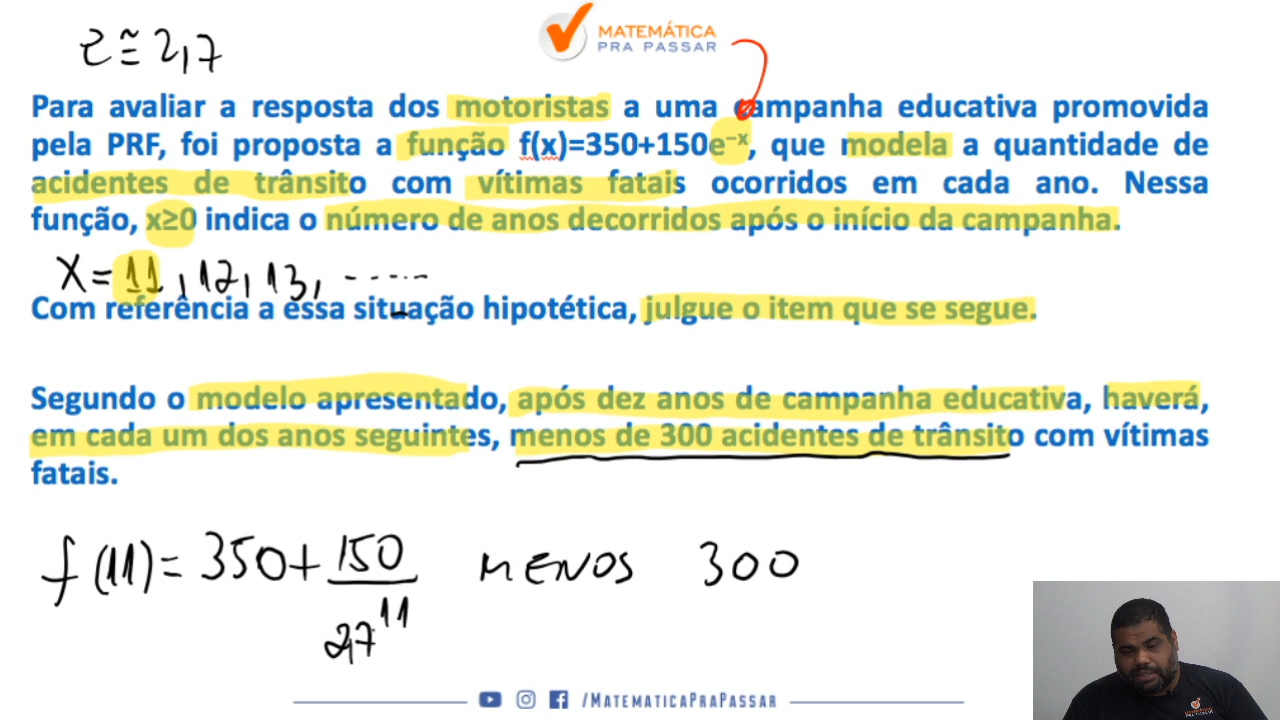 e ≅ 2,7
MATEMÁTICA
PRA PASSAR
Para avaliar a resposta dos motoristas a uma campanha educativa promovida
pela PRF, foi proposta a função f(x)=350+150e⁻ˣ, que modela a quantidade de
acidentes de trânsito com vítimas fatais ocorridos em cada ano. Nessa
função, x≥0 indica o número de anos decorridos após o início da campanha.
X = 11, 12, 13, ......
Com referência a essa situação hipotética, julgue o item que se segue.
Segundo o modelo apresentado, após dez anos de campanha educativa, haverá,
em cada um dos anos seguintes, menos de 300 acidentes de trânsito com vítimas
fatais.
f(11) = 350 + 150/2,7¹¹ MENOS 300
/MATEMATICAPRAPASSAR